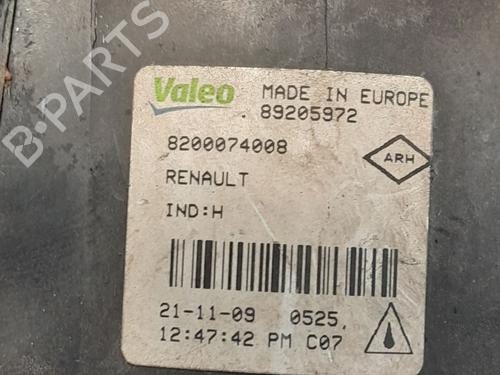 B-PARTS
Valeo MADE IN EUROPE
89205972
8200074008
ARH
RENAULT
IND:H
21-11-09 0525,
12:47:42 PM C07